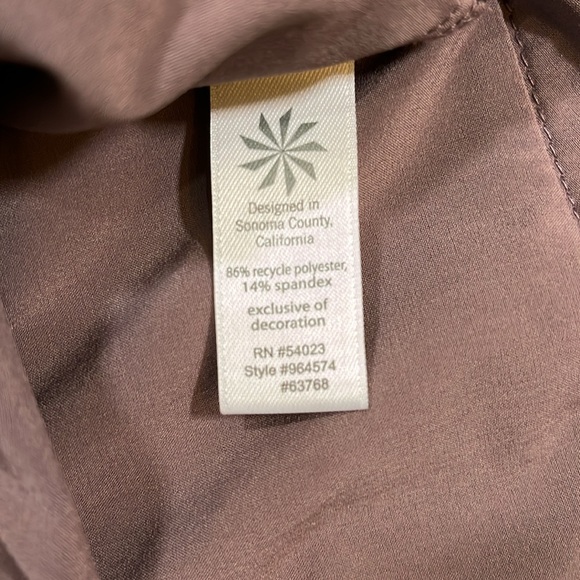 Designed in
Sonoma County,
California
86% recycle polyester,
14% spandex
exclusive of
decoration
RN #54023
Style #964574
#63768